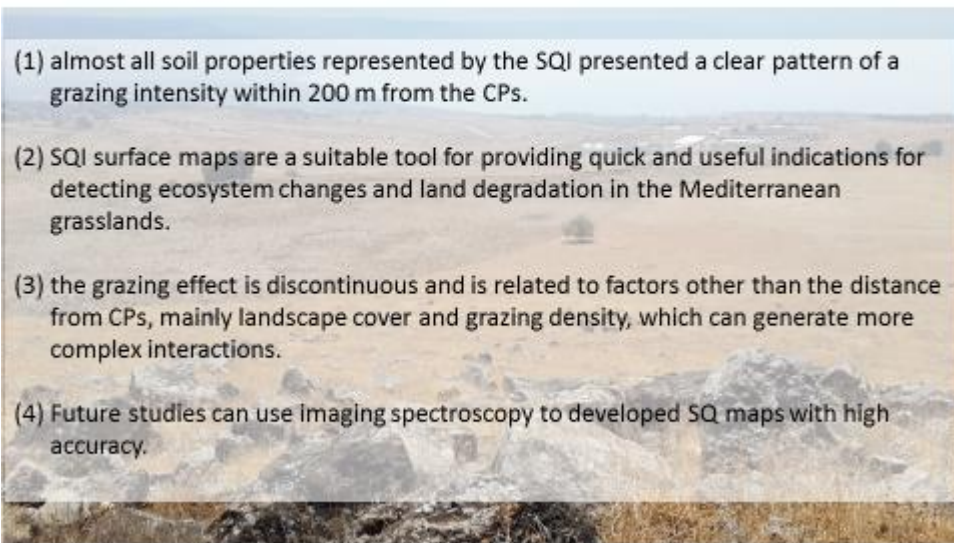 (1) almost all soil properties represented by the SQI presented a clear pattern of a
grazing intensity within 200 m from the CPs.
(2) SQI surface maps are a suitable tool for providing quick and useful indications for
detecting ecosystem changes and land degradation in the Mediterranean
grasslands.
(3) the grazing effect is discontinuous and is related to factors other than the distance
from CPs, mainly landscape cover and grazing density, which can generate more
complex interactions.
(4) Future studies can use imaging spectroscopy to developed SQ maps with high
accuracy.